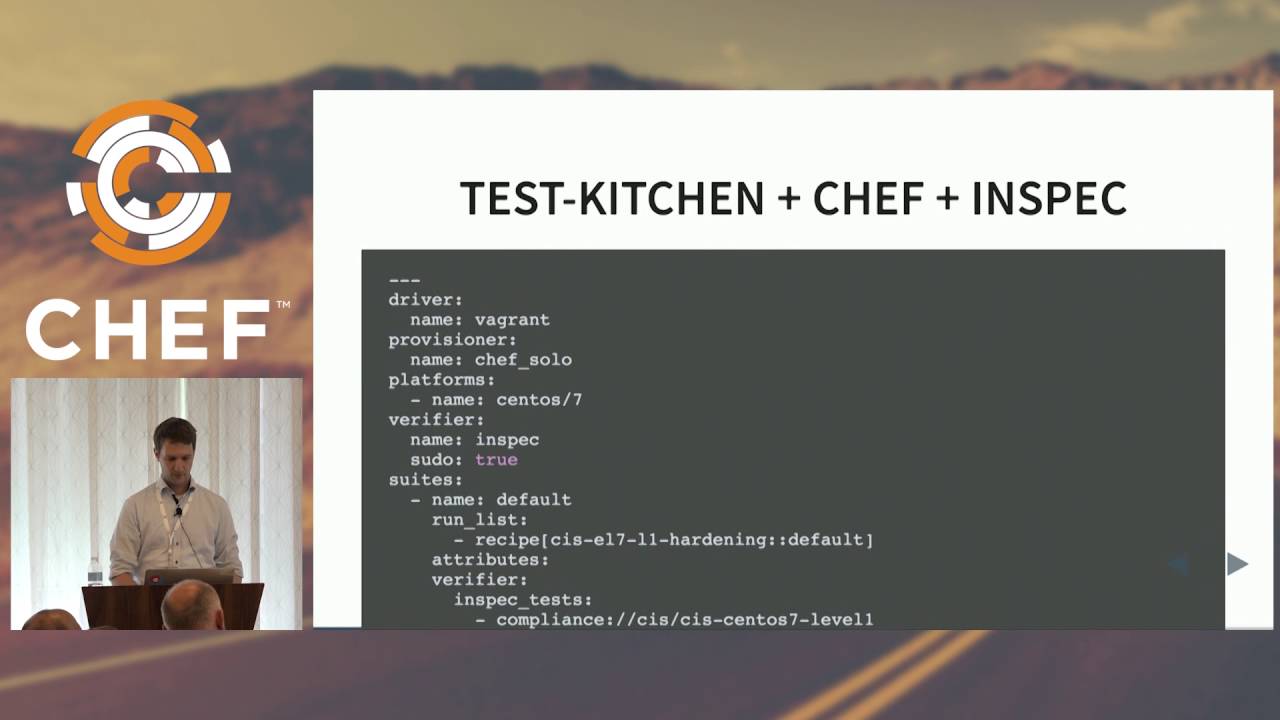 CHEF™
TEST-KITCHEN + CHEF + INSPEC
---
driver:
  name: vagrant
provisioner:
  name: chef_solo
platforms:
  - name: centos/7
verifier:
  name: inspec
  sudo: true
suites:
  - name: default
    run_list:
      - recipe[cis-el7-l1-hardening::default]
    attributes:
    verifier:
      inspec_tests:
        - compliance://cis/cis-centos7-level1